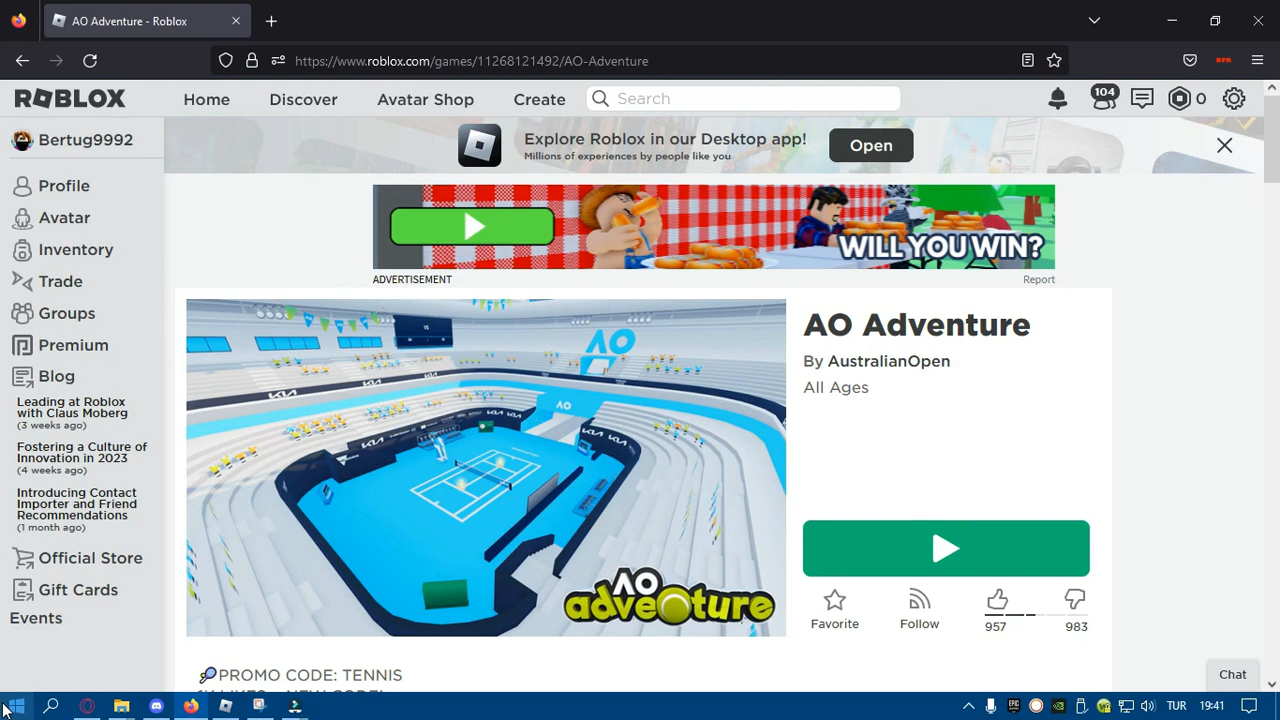 AO Adventure - Roblox
https://www.roblox.com/games/11268121492/AO-Adventure
ROBLOX
Home
Discover
Avatar Shop
Create
Search
104
0
Bertug9992
Explore Roblox in our Desktop app!
Millions of experiences by people like you
Open
Profile
Avatar
Inventory
Trade
Groups
Premium
Blog
Leading at Roblox
with Claus Moberg
(3 weeks ago)
Fostering a Culture of
Innovation in 2023
(4 weeks ago)
Introducing Contact
Importer and Friend
Recommendations
(1 month ago)
Official Store
Gift Cards
Events
WILL YOU WIN?
ADVERTISEMENT
Report
AO
AO
KIA
KIA
KIA
AO
adventure
AO Adventure
By AustralianOpen
All Ages
Favorite
Follow
957
983
PROMO CODE: TENNIS
Chat
TUR
19:41